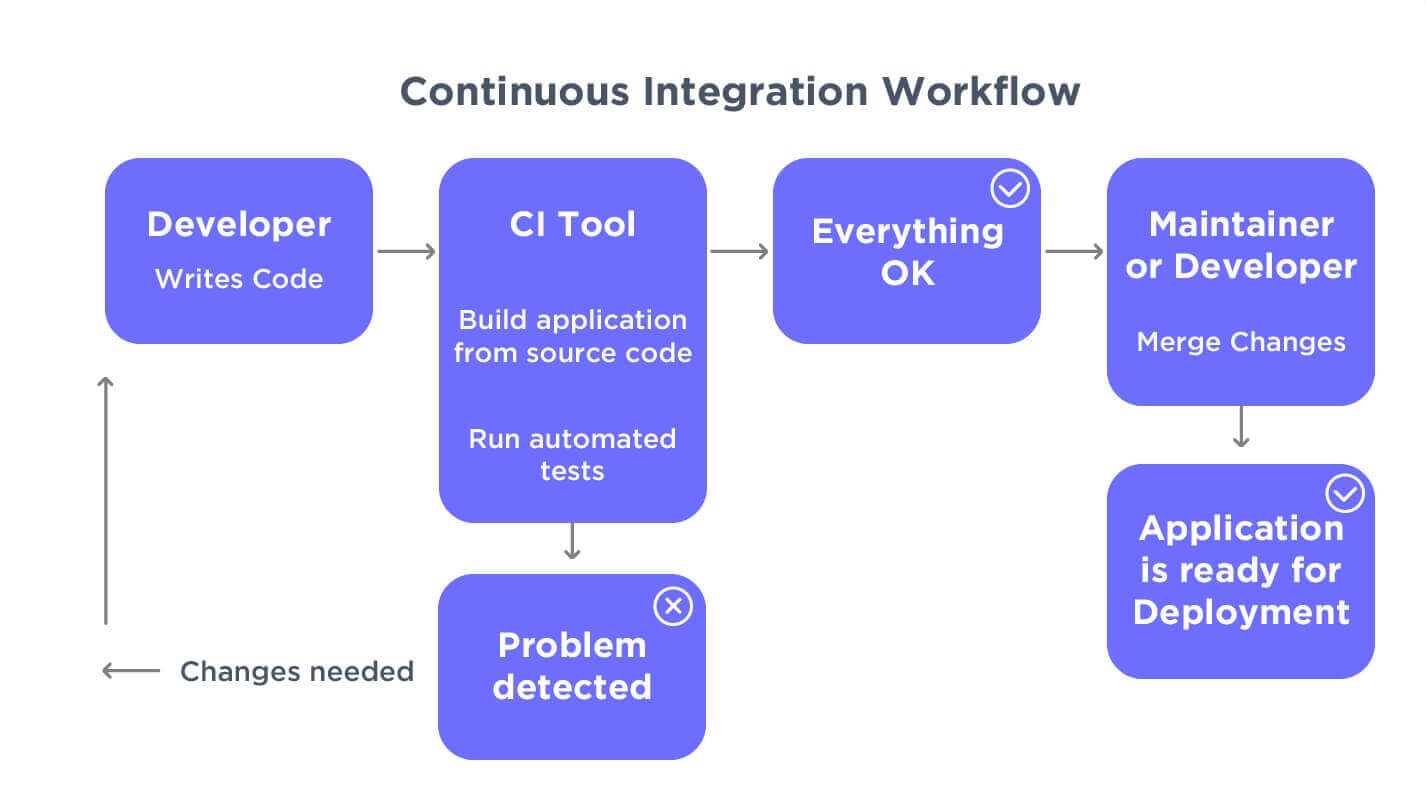 Continuous Integration Workflow
Developer
Writes Code
CI Tool
Build application
from source code
Run automated
tests
Everything
OK
Maintainer
or Developer
Merge Changes
Application
is ready for
Deployment
Problem
detected
Changes needed